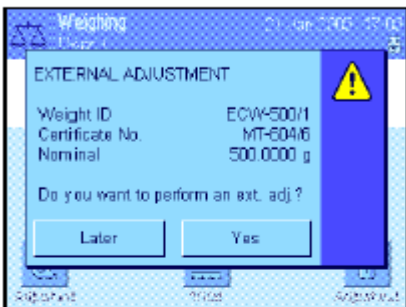 Weighing
EXTERNAL ADJUSTMENT
Weight ID ECW-500/1
Certificate No. MT-604/6
Nominal 500.0000 g
Do you want to perform an ext. adj.?
Later Yes